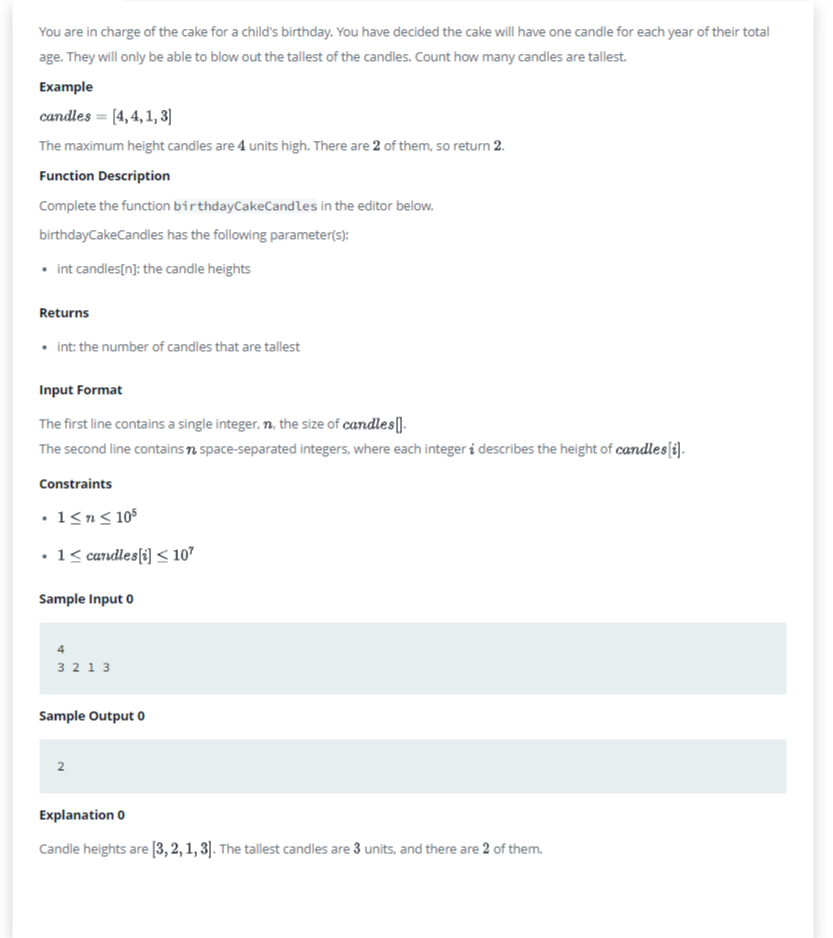 You are in charge of the cake for a child's birthday. You have decided the cake will have one candle for each year of their total
age. They will only be able to blow out the tallest of the candles. Count how many candles are tallest.
Example
candles = [4, 4, 1, 3]
The maximum height candles are 4 units high. There are 2 of them, so return 2.
Function Description
Complete the function birthdayCakeCandles in the editor below.
birthdayCakeCandles has the following parameter(s):
• int candles[n]: the candle heights
Returns
• int: the number of candles that are tallest
Input Format
The first line contains a single integer, n, the size of candles[].
The second line contains n space-separated integers, where each integer i describes the height of candles[i].
Constraints
• 1 ≤ n ≤ 10⁵
• 1 ≤ candles[i] ≤ 10⁷
Sample Input 0
4
3 2 1 3
Sample Output 0
2
Explanation 0
Candle heights are [3, 2, 1, 3]. The tallest candles are 3 units, and there are 2 of them.